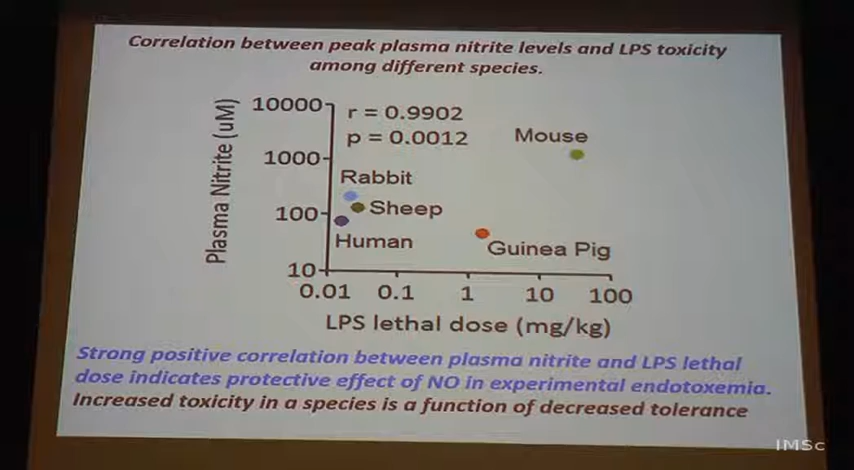 Correlation between peak plasma nitrite levels and LPS toxicity
among different species.
Plasma Nitrite (uM)
10000
1000
100
10
r = 0.9902
p = 0.0012
Mouse
Rabbit
Sheep
Human
Guinea Pig
0.01 0.1 1 10 100
LPS lethal dose (mg/kg)
Strong positive correlation between plasma nitrite and LPS lethal
dose indicates protective effect of NO in experimental endotoxemia.
Increased toxicity in a species is a function of decreased tolerance
IMSc